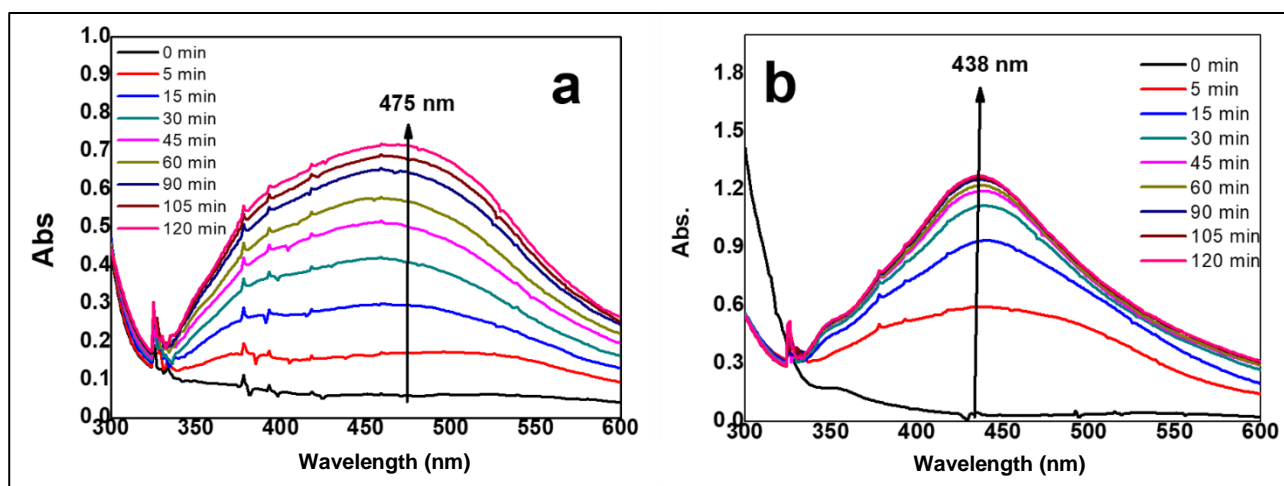 a
475 nm
0 min
5 min
15 min
30 min
45 min
60 min
90 min
105 min
120 min
1.0
0.9
0.8
0.7
0.6
0.5
0.4
0.3
0.2
0.1
0.0
Abs
300
350
400
450
500
550
600
Wavelength (nm)
b
438 nm
0 min
5 min
15 min
30 min
45 min
60 min
90 min
105 min
120 min
1.8
1.5
1.2
0.9
0.6
0.3
0.0
Abs.
300
350
400
450
500
550
600
Wavelength (nm)